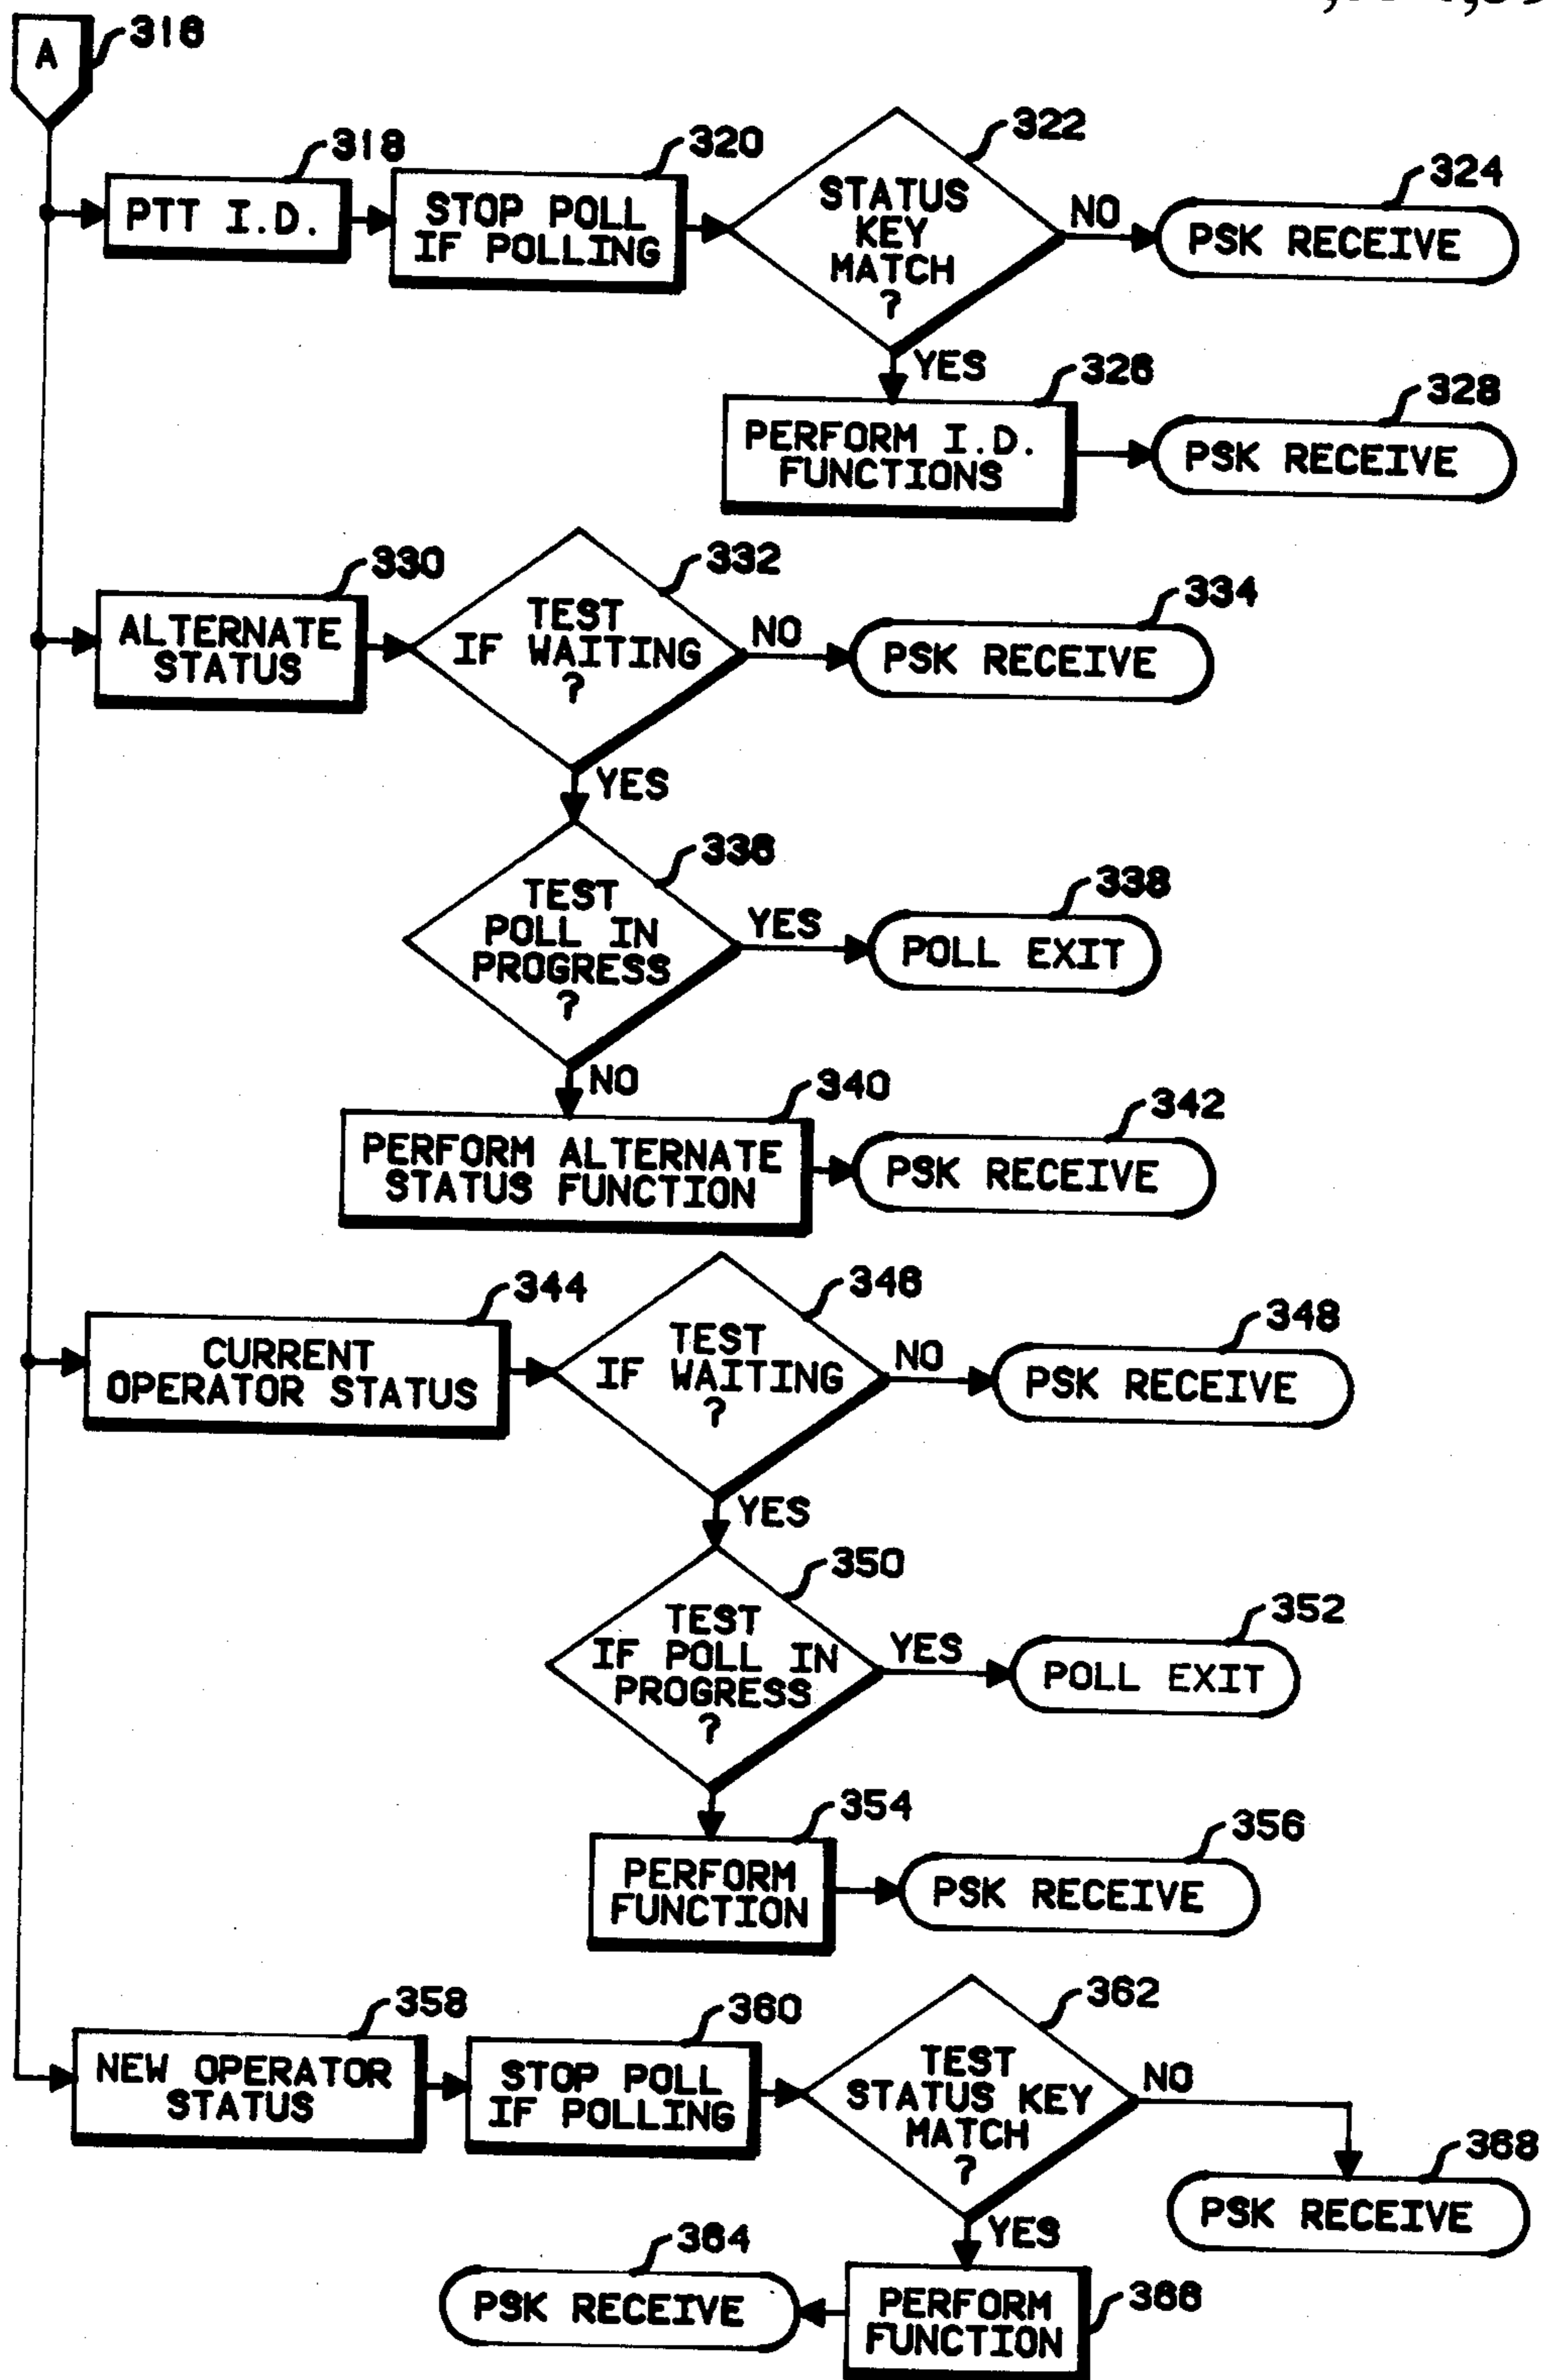 A
316
318
PTT I.D.
320
STOP POLL
IF POLLING
322
STATUS
KEY
MATCH
?
NO
324
PSK RECEIVE
YES
326
PERFORM I.D.
FUNCTIONS
328
PSK RECEIVE
330
ALTERNATE
STATUS
332
TEST
IF WAITING
?
NO
334
PSK RECEIVE
YES
336
TEST
POLL IN
PROGRESS
?
YES
338
POLL EXIT
NO
340
PERFORM ALTERNATE
STATUS FUNCTION
342
PSK RECEIVE
344
CURRENT
OPERATOR STATUS
346
TEST
IF WAITING
?
NO
348
PSK RECEIVE
YES
350
TEST
IF POLL IN
PROGRESS
?
YES
352
POLL EXIT
354
PERFORM
FUNCTION
356
PSK RECEIVE
358
NEW OPERATOR
STATUS
360
STOP POLL
IF POLLING
362
TEST
STATUS KEY
MATCH
?
NO
368
PSK RECEIVE
YES
364
PSK RECEIVE
366
PERFORM
FUNCTION